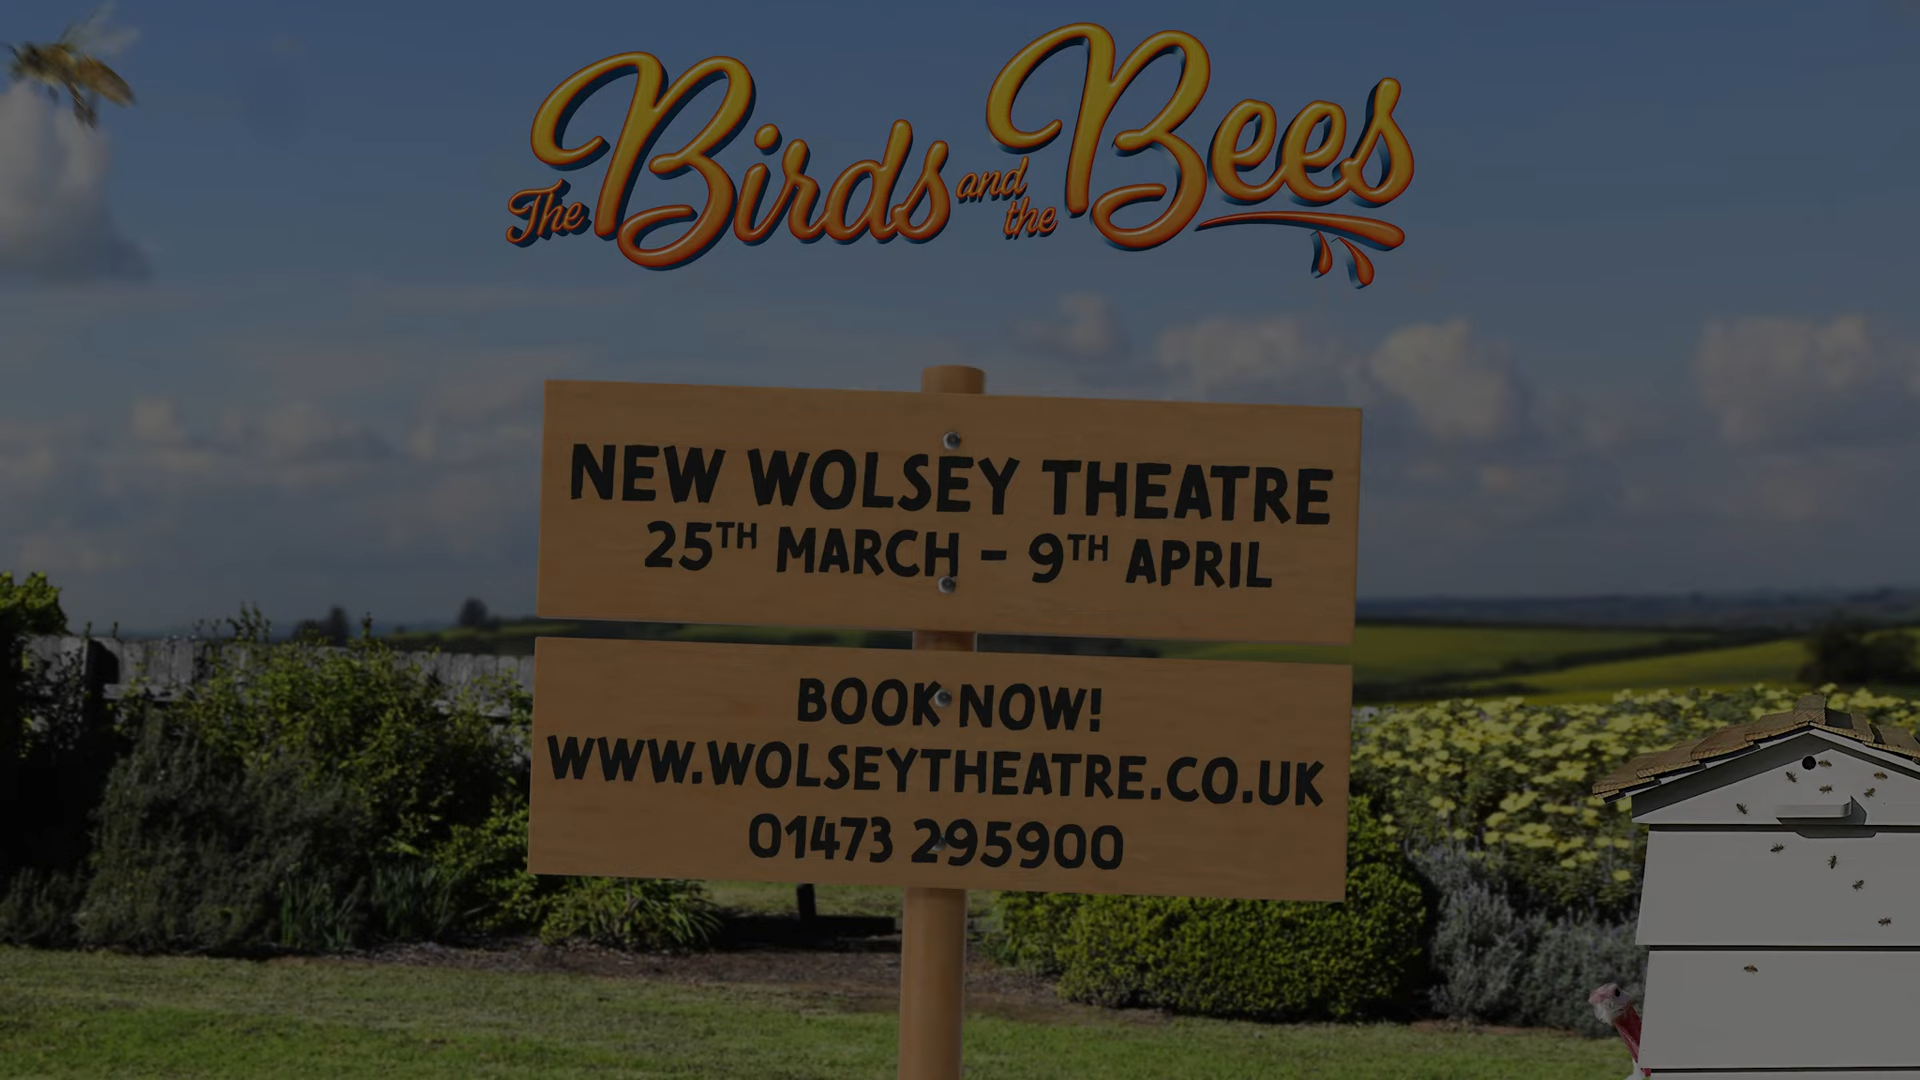 The Birds and the Bees
NEW WOLSEY THEATRE
25TH MARCH - 9TH APRIL
BOOK NOW!
WWW.WOLSEYTHEATRE.CO.UK
01473 295900